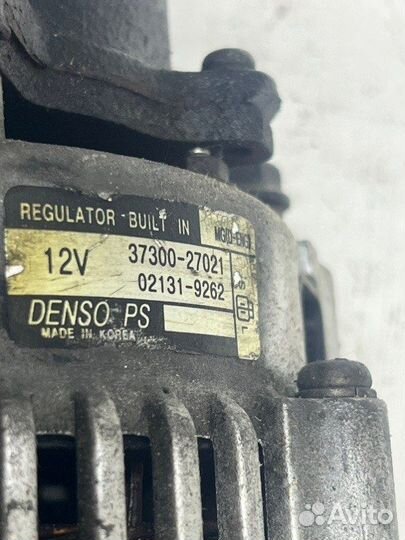 REGULATOR BUILT IN
12V
37300-27021
02131-9262
DENSO PS
MADE IN KOREA
Avito